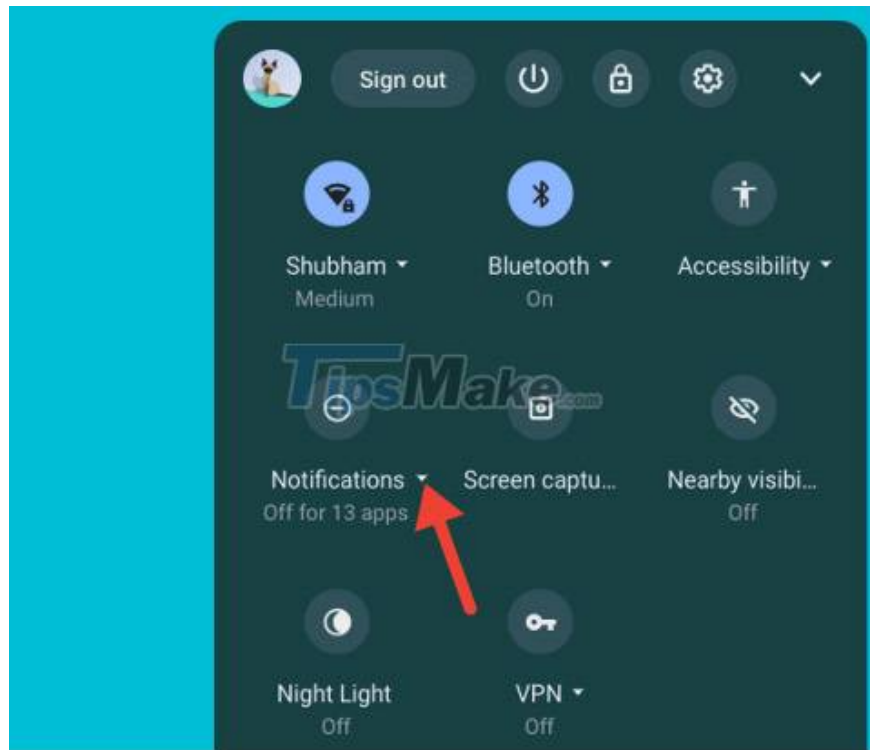 Sign out
Shubham
Bluetooth
Accessibility
Medium
On
TipsMake.com
Notifications
Screen captu...
Nearby visibi...
Off for 13 apps
Off
Night Light
VPN
Off
Off